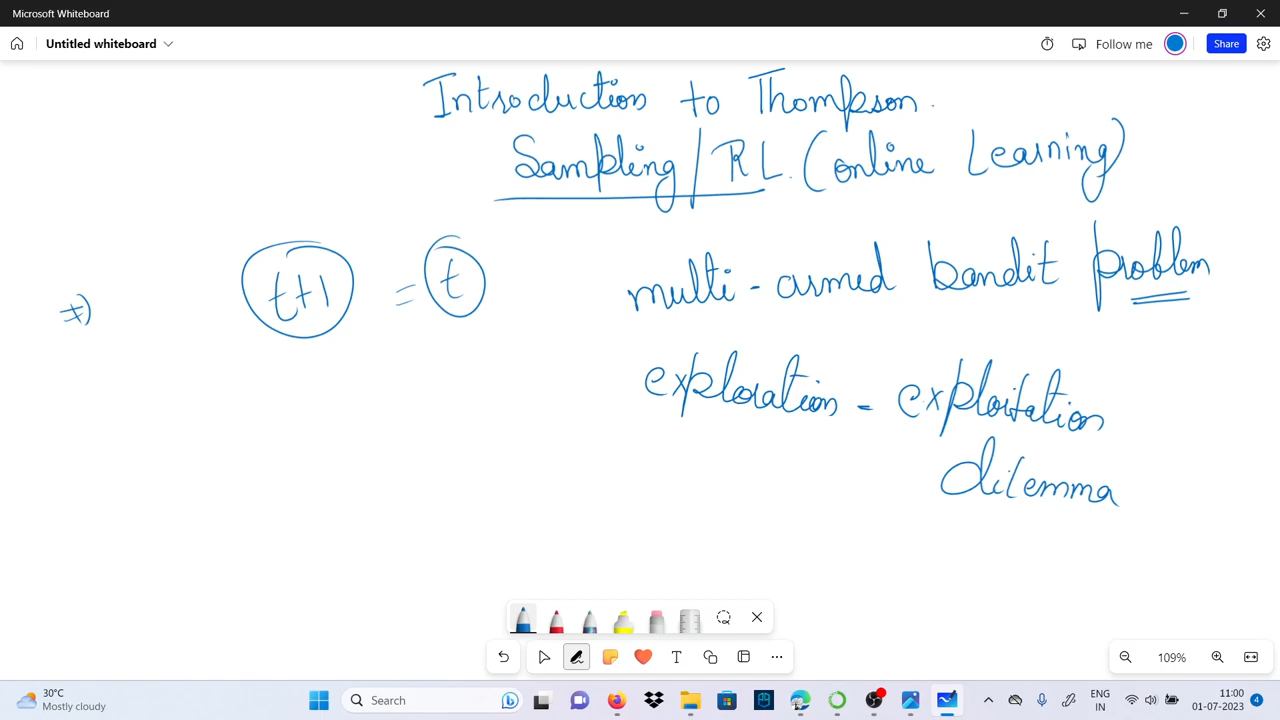 Microsoft Whiteboard
Untitled whiteboard
Follow me
Share
Introduction to Thompson
Sampling / RL. (online Learning)
t+1 = t
multi-armed bandit problem
exploration - exploitation
dilemma
109%
30°C
Mostly cloudy
Search
ENG
IN
11:00
01-07-2023
4